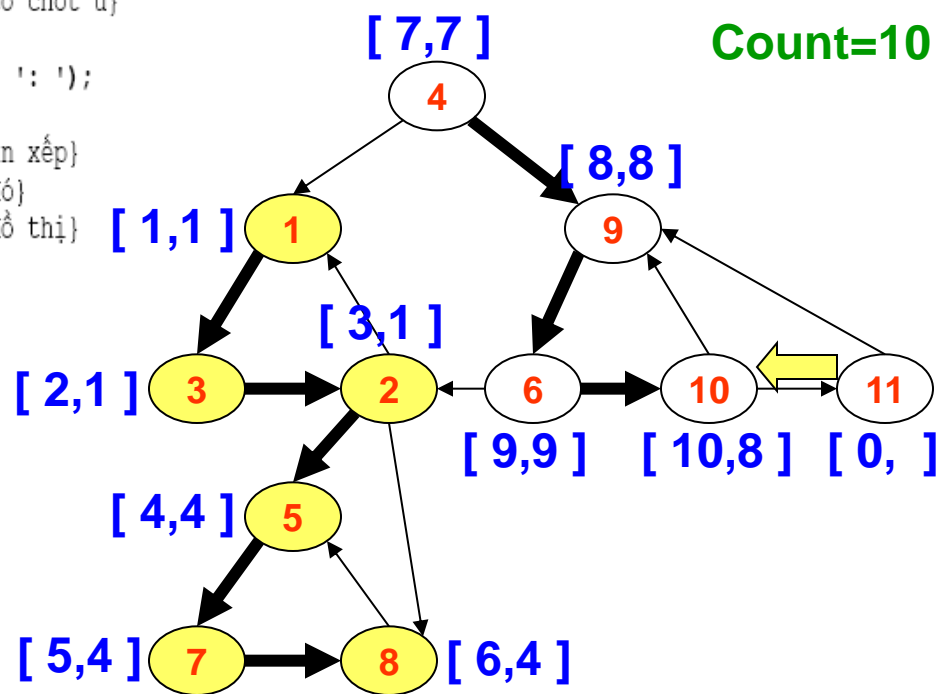 chốt u}
': ');
xếp}
thị}
Count=10
[ 7,7 ]
4
[ 8,8 ]
[ 1,1 ]
1
9
[ 3,1 ]
[ 2,1 ]
3
2
6
10
11
[ 9,9 ]
[ 10,8 ]
[ 0, ]
[ 4,4 ]
5
[ 5,4 ]
7
8
[ 6,4 ]